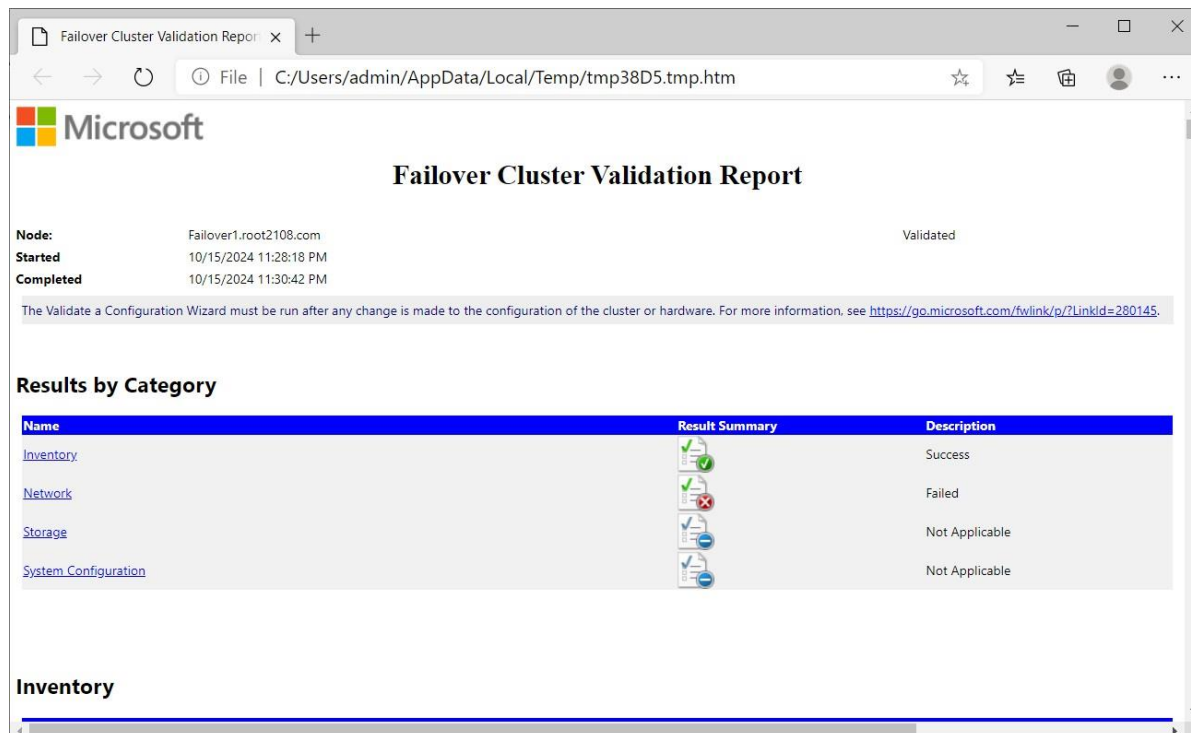 Failover Cluster Validation Repor
File | C:/Users/admin/AppData/Local/Temp/tmp38D5.tmp.htm
Microsoft
Failover Cluster Validation Report
Node: Failover1.root2108.com Validated
Started 10/15/2024 11:28:18 PM
Completed 10/15/2024 11:30:42 PM
The Validate a Configuration Wizard must be run after any change is made to the configuration of the cluster or hardware. For more information, see https://go.microsoft.com/fwlink/p/?LinkId=280145.
Results by Category
Name Result Summary Description
Inventory Success
Network Failed
Storage Not Applicable
System Configuration Not Applicable
Inventory